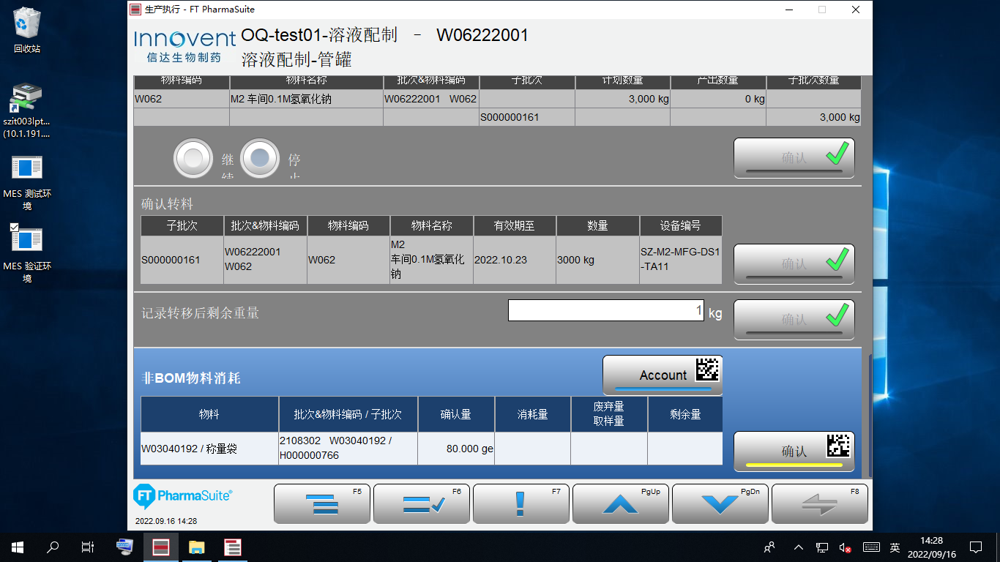 生产执行 - FT PharmaSuite
回收站
szit003lpt...
(10.1.191....
MES 测试环
境
MES 验证环
境
Innovent
信达生物制药
OQ-test01-溶液配制 - W06222001
溶液配制-管罐
物料编码 物料名称 批次&物料编码 子批次 计划数量 产出数量 子批次数量
W062 M2 车间0.1M氢氧化钠 W06222001 W062 3,000 kg 0 kg
S000000161 3,000 kg
继续 停止 确认
确认转料
子批次 批次&物料编码 物料编码 物料名称 有效期至 数量 设备编号
S000000161 W06222001 W062 W062 M2 车间0.1M氢氧化钠 2022.10.23 3000 kg SZ-M2-MFG-DS1-TA11
确认
记录转移后剩余重量 1 kg 确认
Account
非BOM物料消耗
物料 批次&物料编码 / 子批次 确认量 消耗量 废弃量 取样量 剩余量
W03040192 / 称量袋 2108302 W03040192 / H000000766 80.000 ge
确认
FT PharmaSuite®
2022.09.16 14:28
F5 F6 F7 PgUp PgDn F8
英
14:28
2022/09/16